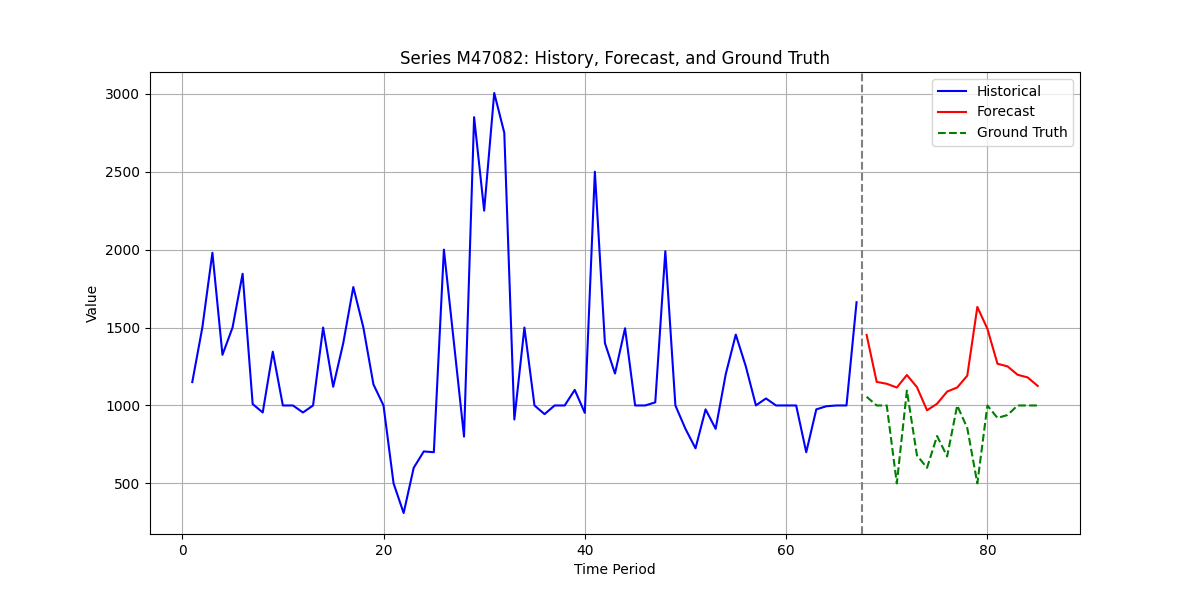 Series M47082: History, Forecast, and Ground Truth
Value
3000
2500
2000
1500
1000
500
0
20
40
60
80
Time Period
Historical
Forecast
Ground Truth